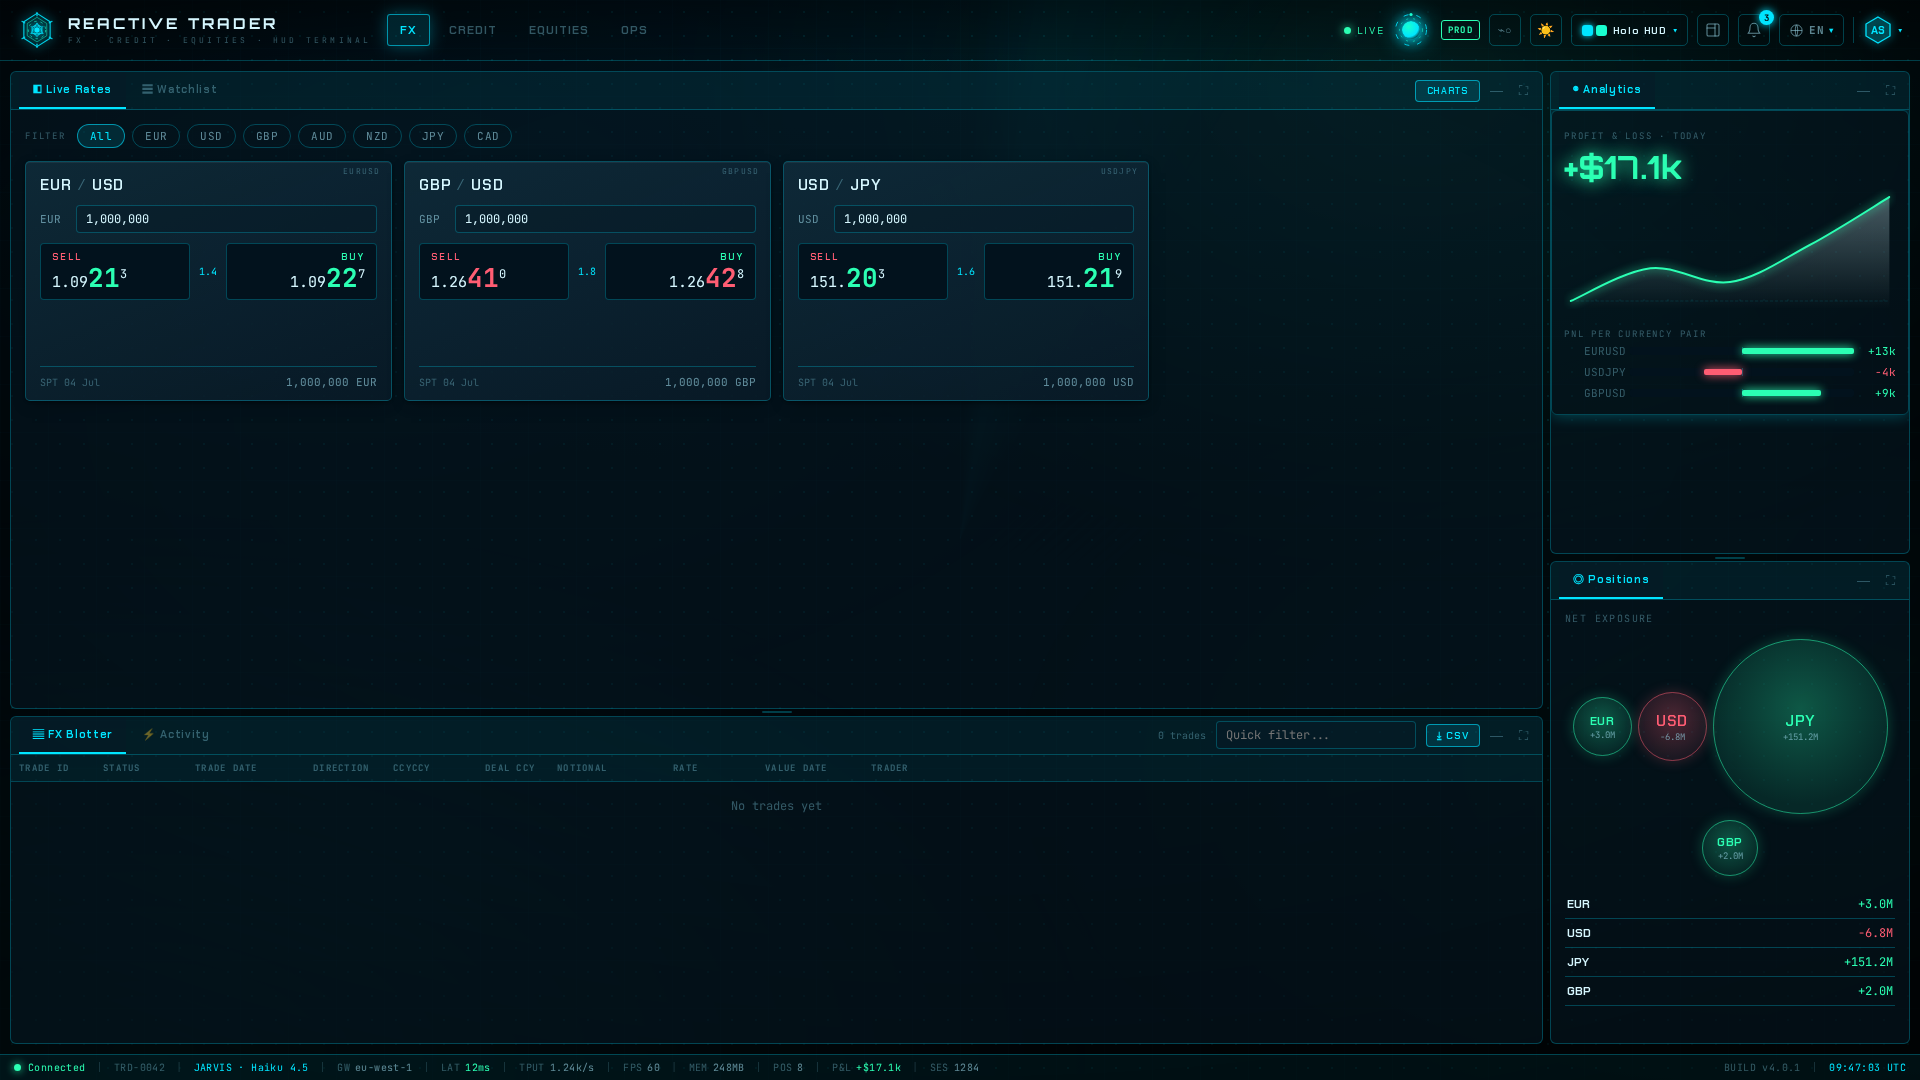 REACTIVE TRADER
FX · CREDIT · EQUITIES · HUD TERMINAL
FX CREDIT EQUITIES OPS
LIVE
PROD
Holo HUD
3
EN
AS
Live Rates Watchlist
CHARTS
FILTER All EUR USD GBP AUD NZD JPY CAD
EUR / USD EURUSD
EUR 1,000,000
SELL 1.09213
1.4
BUY 1.09227
SPT 04 Jul 1,000,000 EUR
GBP / USD GBPUSD
GBP 1,000,000
SELL 1.26410
1.8
BUY 1.26428
SPT 04 Jul 1,000,000 GBP
USD / JPY USDJPY
USD 1,000,000
SELL 151.203
1.6
BUY 151.219
SPT 04 Jul 1,000,000 USD
Analytics
PROFIT & LOSS · TODAY
+$17.1k
PNL PER CURRENCY PAIR
EURUSD +13k
USDJPY -4k
GBPUSD +9k
FX Blotter Activity
0 trades Quick filter... CSV
TRADE ID STATUS TRADE DATE DIRECTION CCYCCY DEAL CCY NOTIONAL RATE VALUE DATE TRADER
No trades yet
Positions
NET EXPOSURE
EUR
+3.0M
USD
-6.8M
JPY
+151.2M
GBP
+2.0M
EUR +3.0M
USD -6.8M
JPY +151.2M
GBP +2.0M
Connected TRD-0042 JARVIS · Haiku 4.5 GW eu-west-1 LAT 12ms TPUT 1.24k/s FPS 60 MEM 248MB POS 8 P&L +$17.1k SES 1284 BUILD v4.0.1 09:47:03 UTC